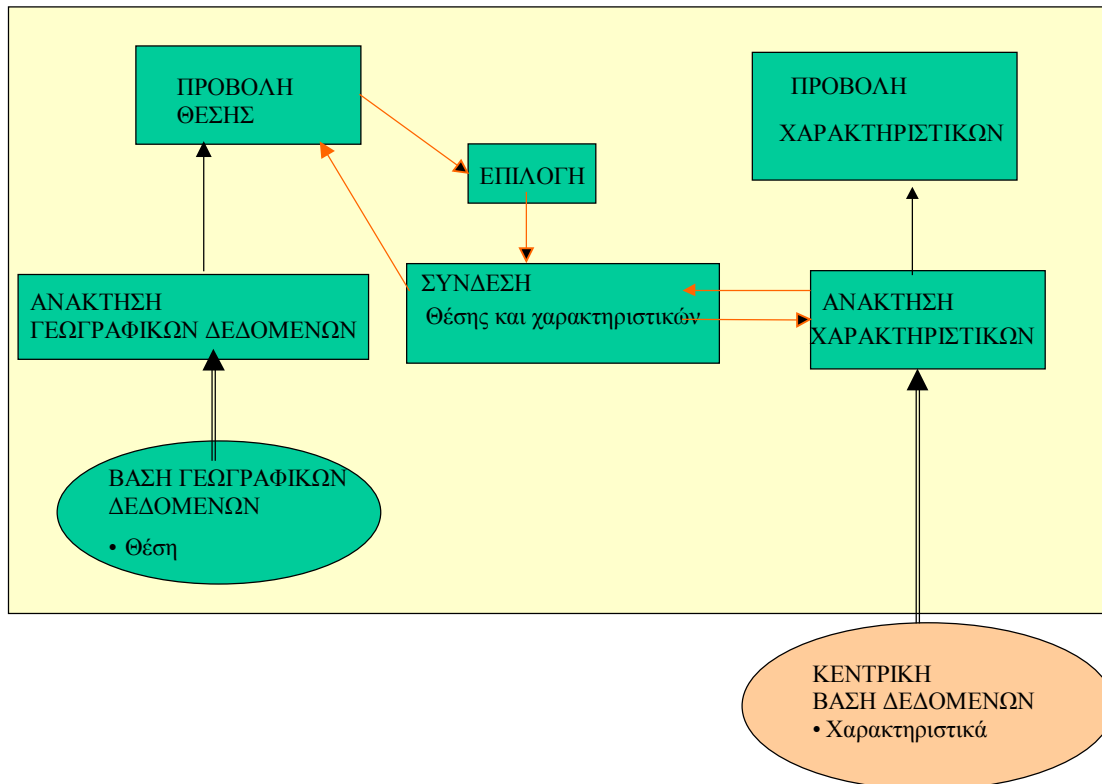 ΠΡΟΒΟΛΗ
ΘΕΣΗΣ
ΠΡΟΒΟΛΗ
ΧΑΡΑΚΤΗΡΙΣΤΙΚΩΝ
ΕΠΙΛΟΓΗ
ΑΝΑΚΤΗΣΗ
ΓΕΩΓΡΑΦΙΚΩΝ ΔΕΔΟΜΕΝΩΝ
ΣΥΝΔΕΣΗ
Θέσης και χαρακτηριστικών
ΑΝΑΚΤΗΣΗ
ΧΑΡΑΚΤΗΡΙΣΤΙΚΩΝ
ΒΑΣΗ ΓΕΩΓΡΑΦΙΚΩΝ
ΔΕΔΟΜΕΝΩΝ
• Θέση
ΚΕΝΤΡΙΚΗ
ΒΑΣΗ ΔΕΔΟΜΕΝΩΝ
• Χαρακτηριστικά